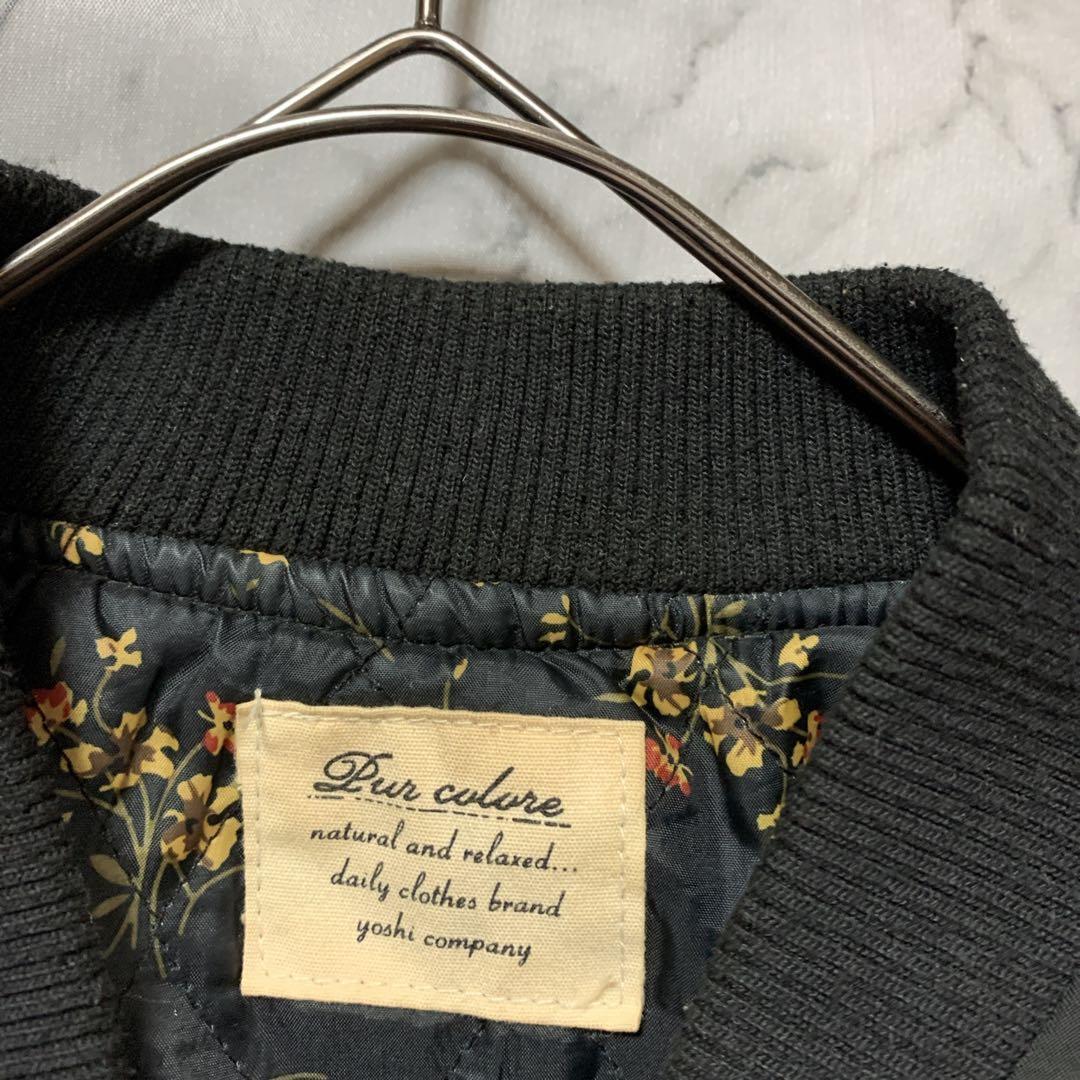 Pur colore
natural and relaxed...
daily clothes brand
yoshi company